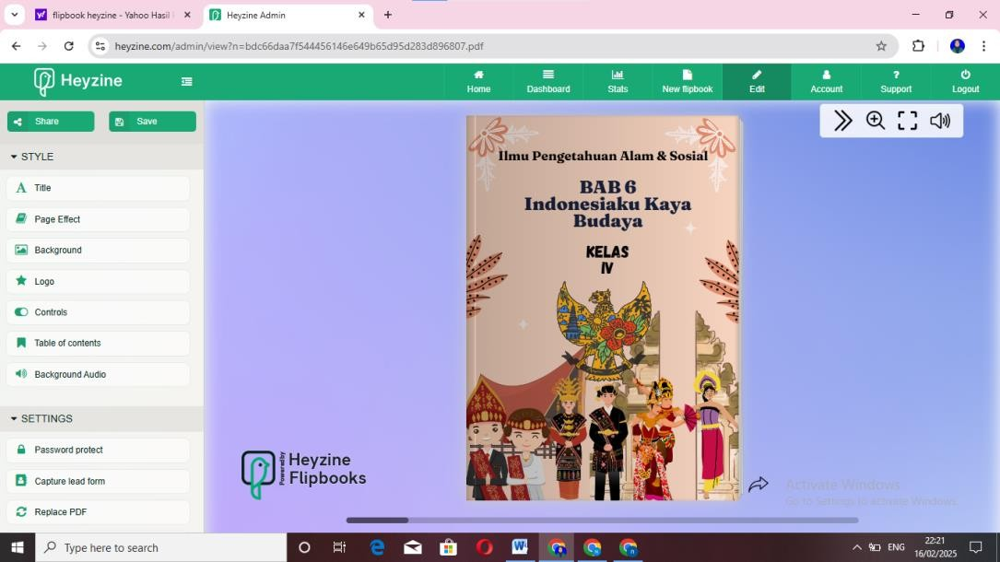 flipbook heyzine - Yahoo Hasil
Heyzine Admin
heyzine.com/admin/view?n=bdc66daa7f544456146e649b65d95d283d896807.pdf
Heyzine
Home
Dashboard
Stats
New flipbook
Edit
Account
Support
Logout
Share
Save
STYLE
Title
Page Effect
Background
Logo
Controls
Table of contents
Background Audio
SETTINGS
Password protect
Capture lead form
Replace PDF
Ilmu Pengetahuan Alam & Sosial
BAB 6
Indonesiaku Kaya
Budaya
KELAS
IV
Powered by
Heyzine
Flipbooks
Activate Windows
Go to Settings to activate Windows.
Type here to search
ENG
22:21
16/02/2025